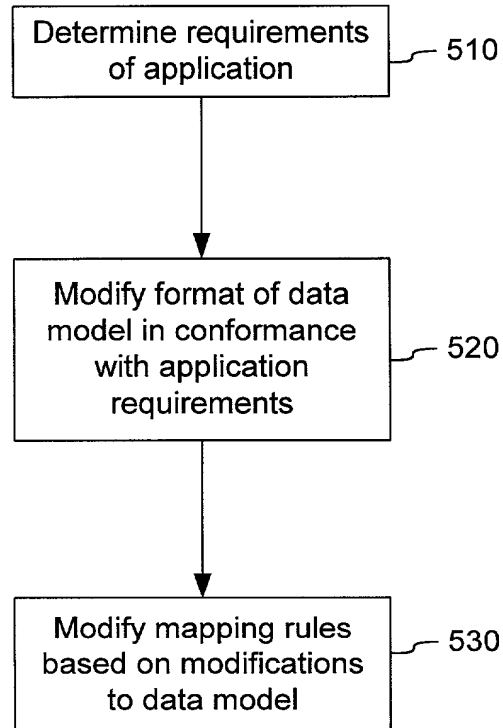 Determine requirements
of application
510
Modify format of data
model in conformance
with application
requirements
520
Modify mapping rules
based on modifications
to data model
530